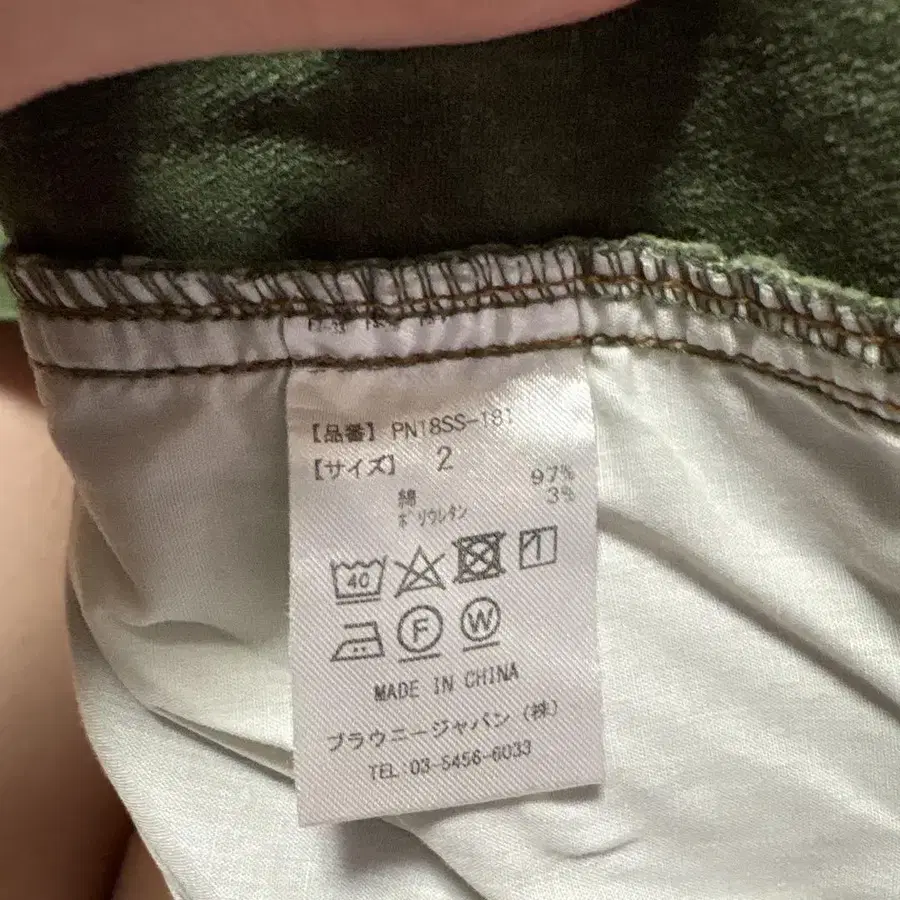 【品番】 PN18SS-181
【サイズ】 2
綿 97%
ポリウレタン 3%
40
F W
MADE IN CHINA
ブラウニージャパン（株）
TEL 03-5456-6033